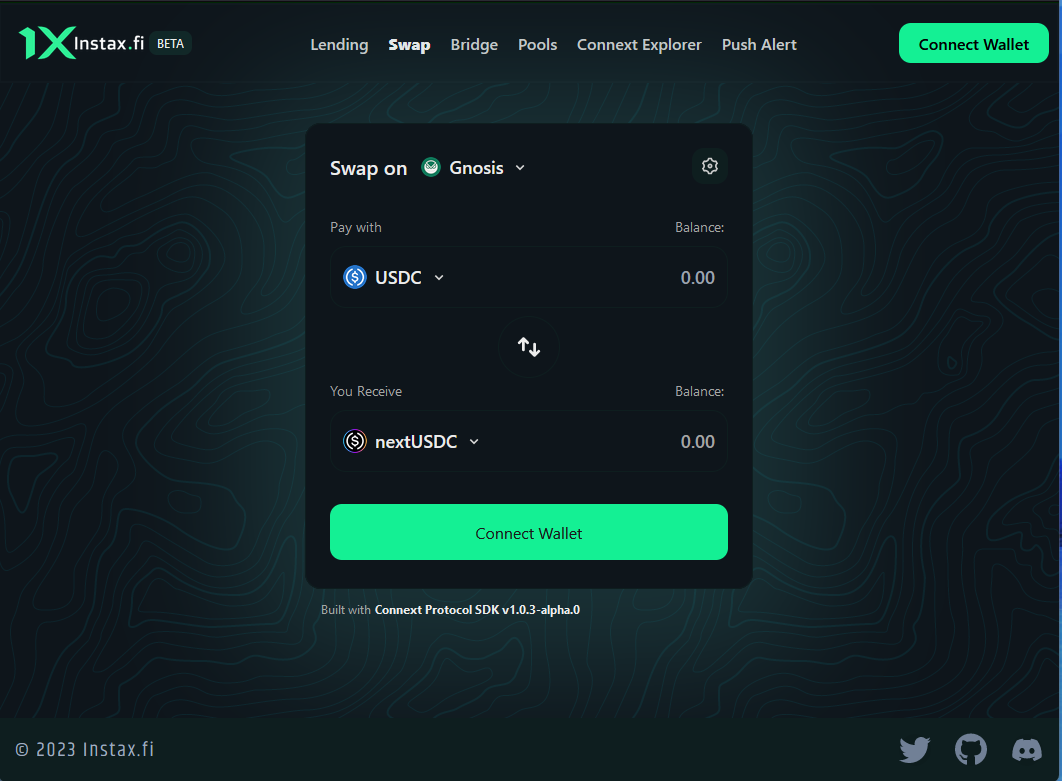 1X Instax.fi BETA Lending Swap Bridge Pools Connext Explorer Push Alert Connect Wallet
Swap on Gnosis
Pay with Balance:
USDC 0.00
You Receive Balance:
nextUSDC 0.00
Connect Wallet
Built with Connext Protocol SDK v1.0.3-alpha.0
© 2023 Instax.fi